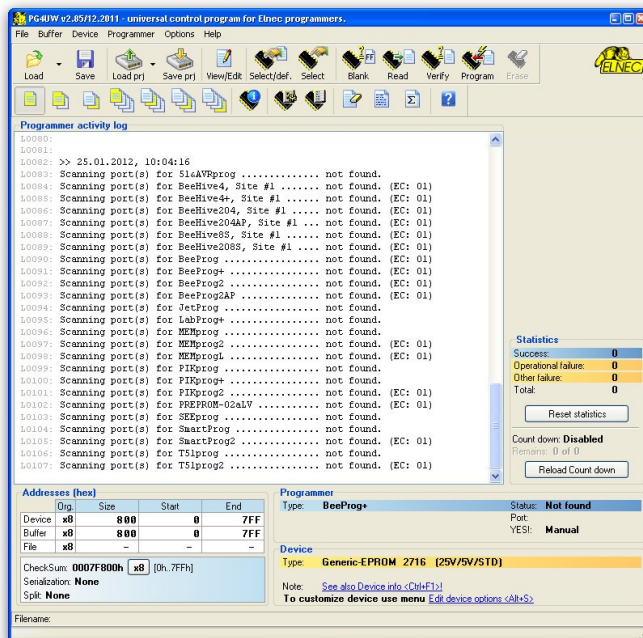 PG4UW v2.85/12.2011 - universal control program for Elnec programmers.
File Buffer Device Programmer Options Help
Load Save Load prj Save prj View/Edit Select/def. Select Blank Read Verify Program Erase
ELNEC
Programmer activity log
L0080:
L0081:
L0082: >> 25.01.2012, 10:04:16
L0083: Scanning port(s) for 51&AVRprog .............. not found.
L0084: Scanning port(s) for BeeHive4, Site #1 ....... not found. (EC: 01)
L0085: Scanning port(s) for BeeHive4+, Site #1 ...... not found. (EC: 01)
L0086: Scanning port(s) for BeeHive204, Site #1 ..... not found. (EC: 01)
L0087: Scanning port(s) for BeeHive204AP, Site #1 ... not found. (EC: 01)
L0088: Scanning port(s) for BeeHive8S, Site #1 ...... not found. (EC: 01)
L0089: Scanning port(s) for BeeHive208S, Site #1 .... not found. (EC: 01)
L0090: Scanning port(s) for BeeProg ................. not found. (EC: 01)
L0091: Scanning port(s) for BeeProg+ ................ not found. (EC: 01)
L0092: Scanning port(s) for BeeProg2 ................ not found. (EC: 01)
L0093: Scanning port(s) for BeeProg2AP .............. not found. (EC: 01)
L0094: Scanning port(s) for JetProg ................. not found.
L0095: Scanning port(s) for LabProg+ ................ not found.
L0096: Scanning port(s) for MEMprog ................. not found.
L0097: Scanning port(s) for MEMprog2 ................ not found. (EC: 01)
L0098: Scanning port(s) for MEMprogL ................ not found. (EC: 01)
L0099: Scanning port(s) for PIKprog ................. not found.
L0100: Scanning port(s) for PIKprog+ ................ not found.
L0101: Scanning port(s) for PIKprog2 ................ not found. (EC: 01)
L0102: Scanning port(s) for PREPROM-02aLV ........... not found. (EC: 01)
L0103: Scanning port(s) for SEEprog ................. not found.
L0104: Scanning port(s) for SmartProg ............... not found.
L0105: Scanning port(s) for SmartProg2 .............. not found. (EC: 01)
L0106: Scanning port(s) for T51prog ................. not found.
L0107: Scanning port(s) for T51prog2 ................ not found. (EC: 01)
Statistics
Success: 0
Operational failure: 0
Other failure: 0
Total: 0
Reset statistics
Count down: Disabled
Remains: 0 of 0
Reload Count down
Addresses (hex)
Org. Size Start End
Device x8 800 0 7FF
Buffer x8 800 0 7FF
File x8 - - -
CheckSum: 0007F800h x8 [0h..7FFh]
Serialization: None
Split: None
Programmer
Type: BeeProg+ Status: Not found
Port:
YES!: Manual
Device
Type: Generic-EPROM 2716 (25V/5V/STD)
Note: See also Device info <Ctrl+F1>!
To customize device use menu Edit device options <Alt+S>
Filename: